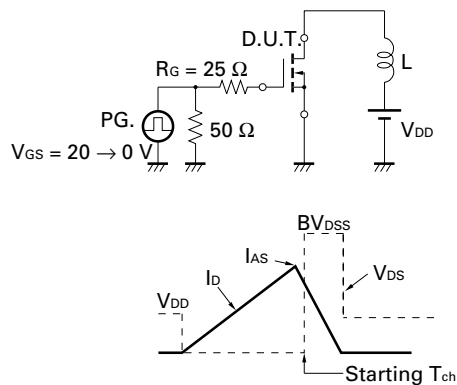 D.U.T.
RG = 25 Ω
L
PG.
50 Ω
VDD
VGS = 20 → 0 V
BVDSS
IAS
ID
VDS
VDD
Starting Tch